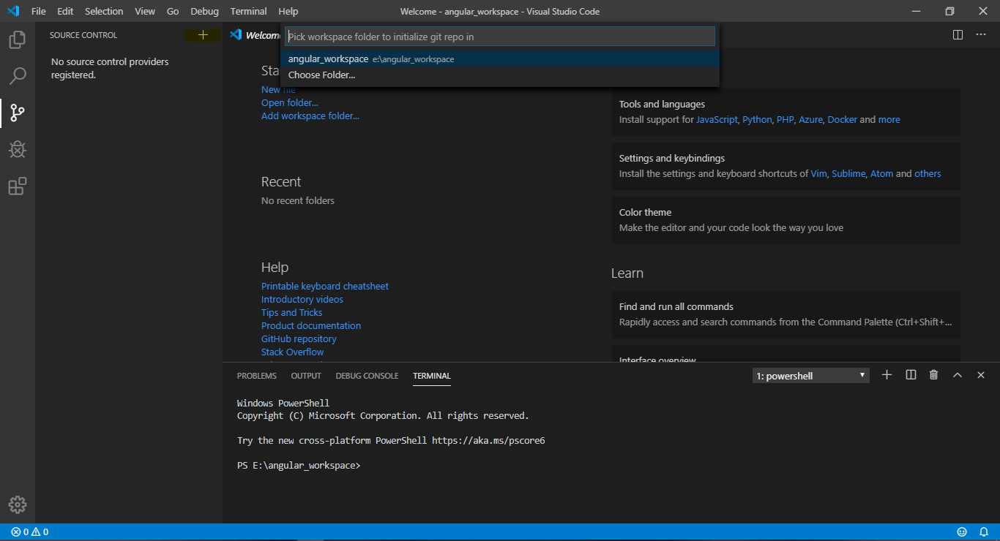 File Edit Selection View Go Debug Terminal Help
Welcome - angular_workspace - Visual Studio Code
SOURCE CONTROL
No source control providers
registered.
Welcom
Pick workspace folder to initialize git repo in
angular_workspace e:\angular_workspace
Choose Folder...
Sta
New file
Open folder...
Add workspace folder...
Recent
No recent folders
Help
Printable keyboard cheatsheet
Introductory videos
Tips and Tricks
Product documentation
GitHub repository
Stack Overflow
Tools and languages
Install support for JavaScript, Python, PHP, Azure, Docker and more
Settings and keybindings
Install the settings and keyboard shortcuts of Vim, Sublime, Atom and others
Color theme
Make the editor and your code look the way you love
Learn
Find and run all commands
Rapidly access and search commands from the Command Palette (Ctrl+Shift+...
Interface overview
PROBLEMS OUTPUT DEBUG CONSOLE TERMINAL
1: powershell
Windows PowerShell
Copyright (C) Microsoft Corporation. All rights reserved.
Try the new cross-platform PowerShell https://aka.ms/pscore6
PS E:\angular_workspace>
0 0